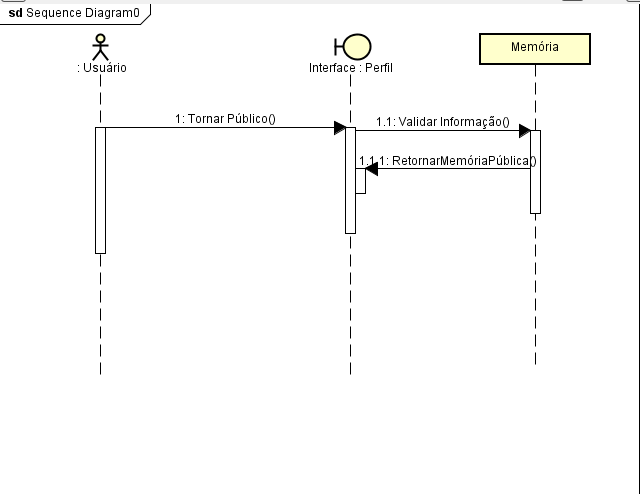 sd Sequence Diagram0
: Usuário
Interface : Perfil
Memória
1: Tornar Público()
1.1: Validar Informação()
1.1.1: RetornarMemóriaPública()